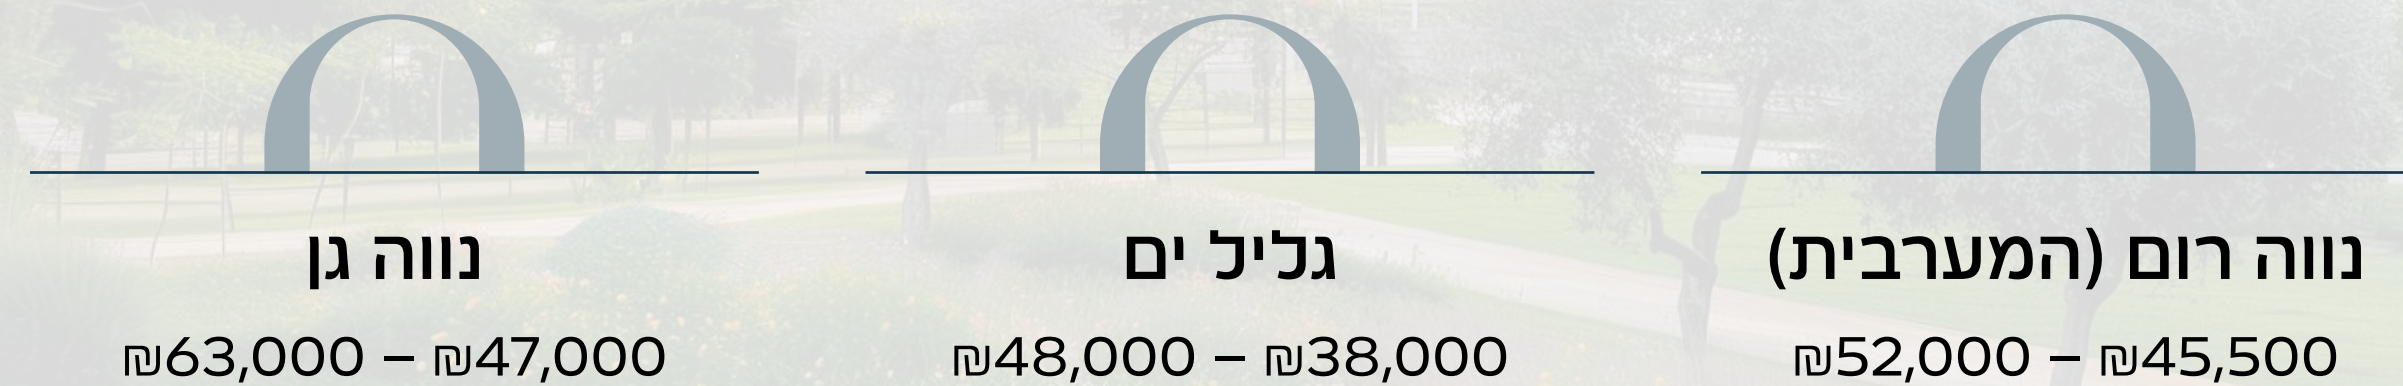 נווה רום (המערבית)
₪45,500 – ₪52,000
גליל ים
₪38,000 – ₪48,000
נווה גן
₪47,000 – ₪63,000